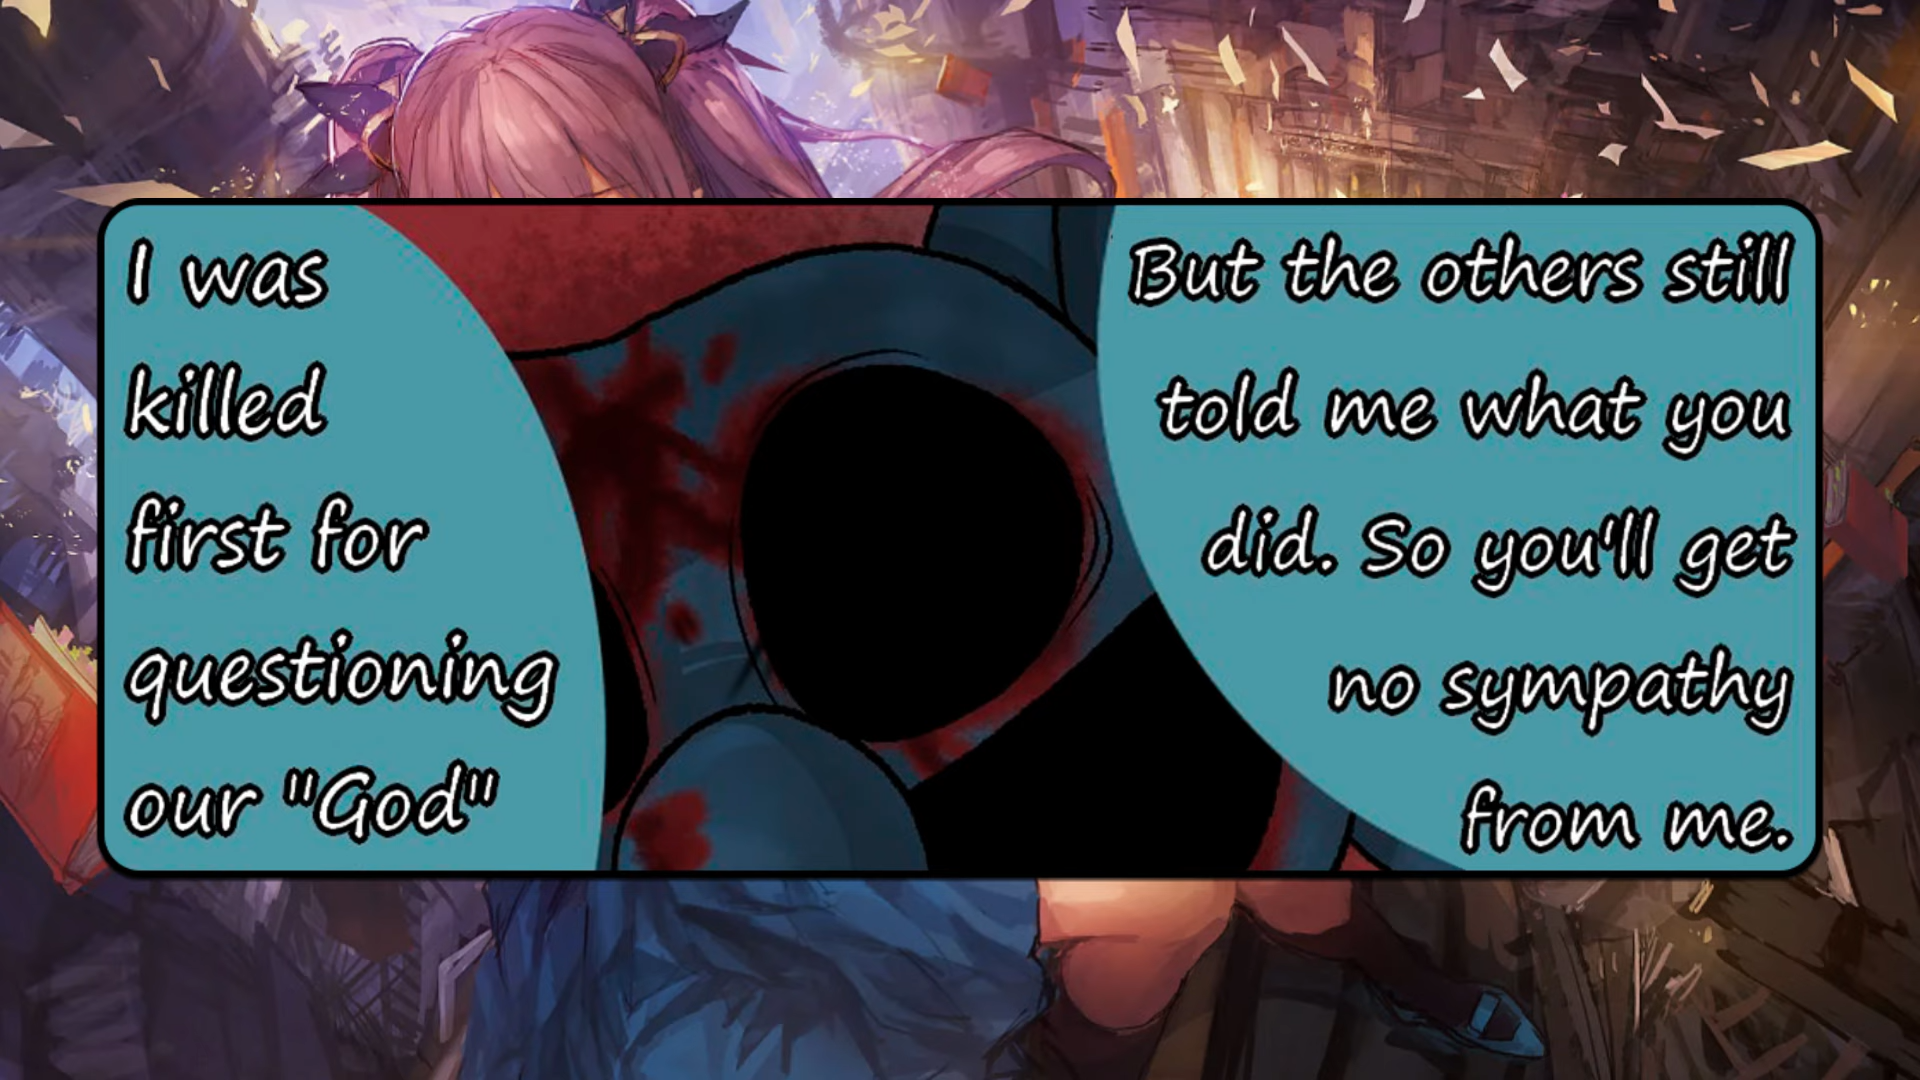 I was
killed
first for
questioning
our "God"
But the others still
told me what you
did. So you'll get
no sympathy
from me.